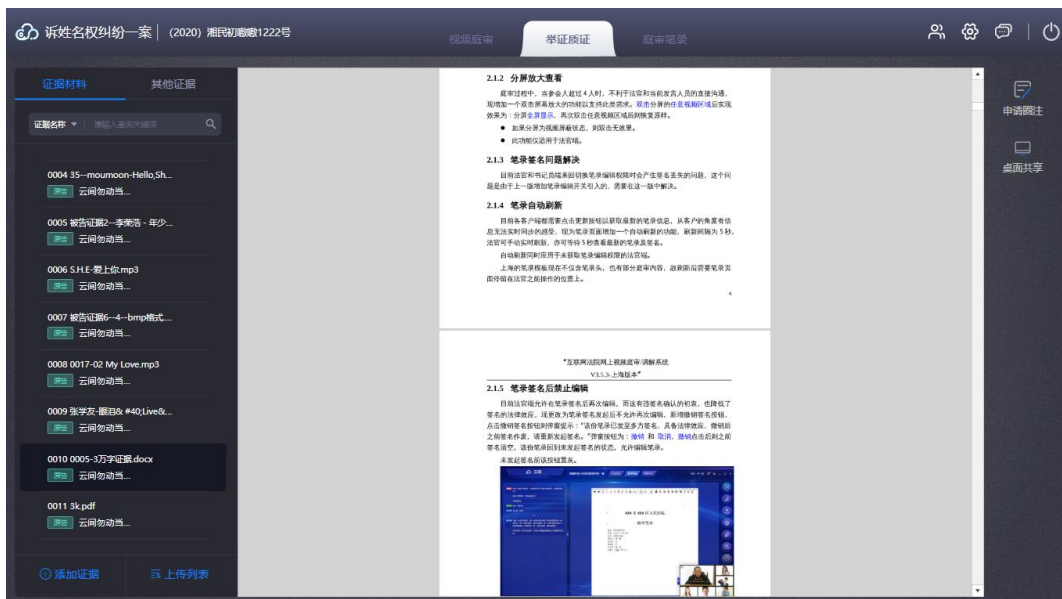 诉姓名权纠纷一案 (2020) 湘民初嗷嗷1222号
视频庭审 举证质证 庭审笔录
证据材料 其他证据
证据名称 请输入查询关键词
0004 35--moumoon-Hello,Sh...
原告 云间勿动当...
0005 被告证据2--李荣浩 - 年少...
原告 云间勿动当...
0006 S.H.E-爱上你.mp3
原告 云间勿动当...
0007 被告证据6--4--bmp格式....
原告 云间勿动当...
0008 0017-02 My Love.mp3
原告 云间勿动当...
0009 张学友-眼目& #40;Live&...
原告 云间勿动当...
0010 0005-3万字证据.docx
原告 云间勿动当...
0011 3k.pdf
原告 云间勿动当...
添加证据 上传列表
2.1.2 分屏放大查看
庭审过程中，当参会人超过 4 人时，不利于法官和当前发言人员的直接沟通，
现增加一个双击屏幕放大的功能以支持此类需求。双击分屏的任意视频区域后实现
效果为：分屏全屏显示，再次双击任意视频区域后则恢复原样。
● 如果分屏为视频屏蔽状态，则双击无效果。
● 此功能仅适用于法官端。
2.1.3 笔录签名问题解决
目前法官和书记员端来回切换笔录编辑权限时会产生签名丢失的问题，这个问
题是由于上一版增加笔录编辑开关引入的，需要在这一版中解决。
2.1.4 笔录自动刷新
目前各客户端都需要点击更新按钮以获取最新的笔录信息，从客户的角度有信
息无法实时同步的感受，现为笔录页面增加一个自动刷新的功能，刷新间隔为 5 秒，
法官可手动实时刷新，亦可等待 5 秒查看最新的笔录及签名。
自动刷新同时应用于未获取笔录编辑权限的法官端。
上海的笔录模板现在不仅含笔录头，也有部分庭审内容，故刷新后需要笔录页
面停留在法官之前操作的位置上。
"互联网法院网上视频庭审/调解系统
V3.5.3-上海版本"
2.1.5 笔录签名后禁止编辑
目前法官端允许在笔录签名后再次编辑，而这有违签名确认的初衷，也降低了
签名的法律效应，现更改为笔录签名发起后不允许再次编辑，新增撤销签名按钮，
点击撤销签名按钮则弹窗提示："该份笔录已发至多方签名，具备法律效应，撤销后
之前签名作废，请重新发起签名。"弹窗按钮为：撤销 和 取消，撤销点击后则之前
签名清空，该份笔录回到未发起签名的状态，允许编辑笔录。
未发起签名前该按钮置灰。
申请圈注
桌面共享